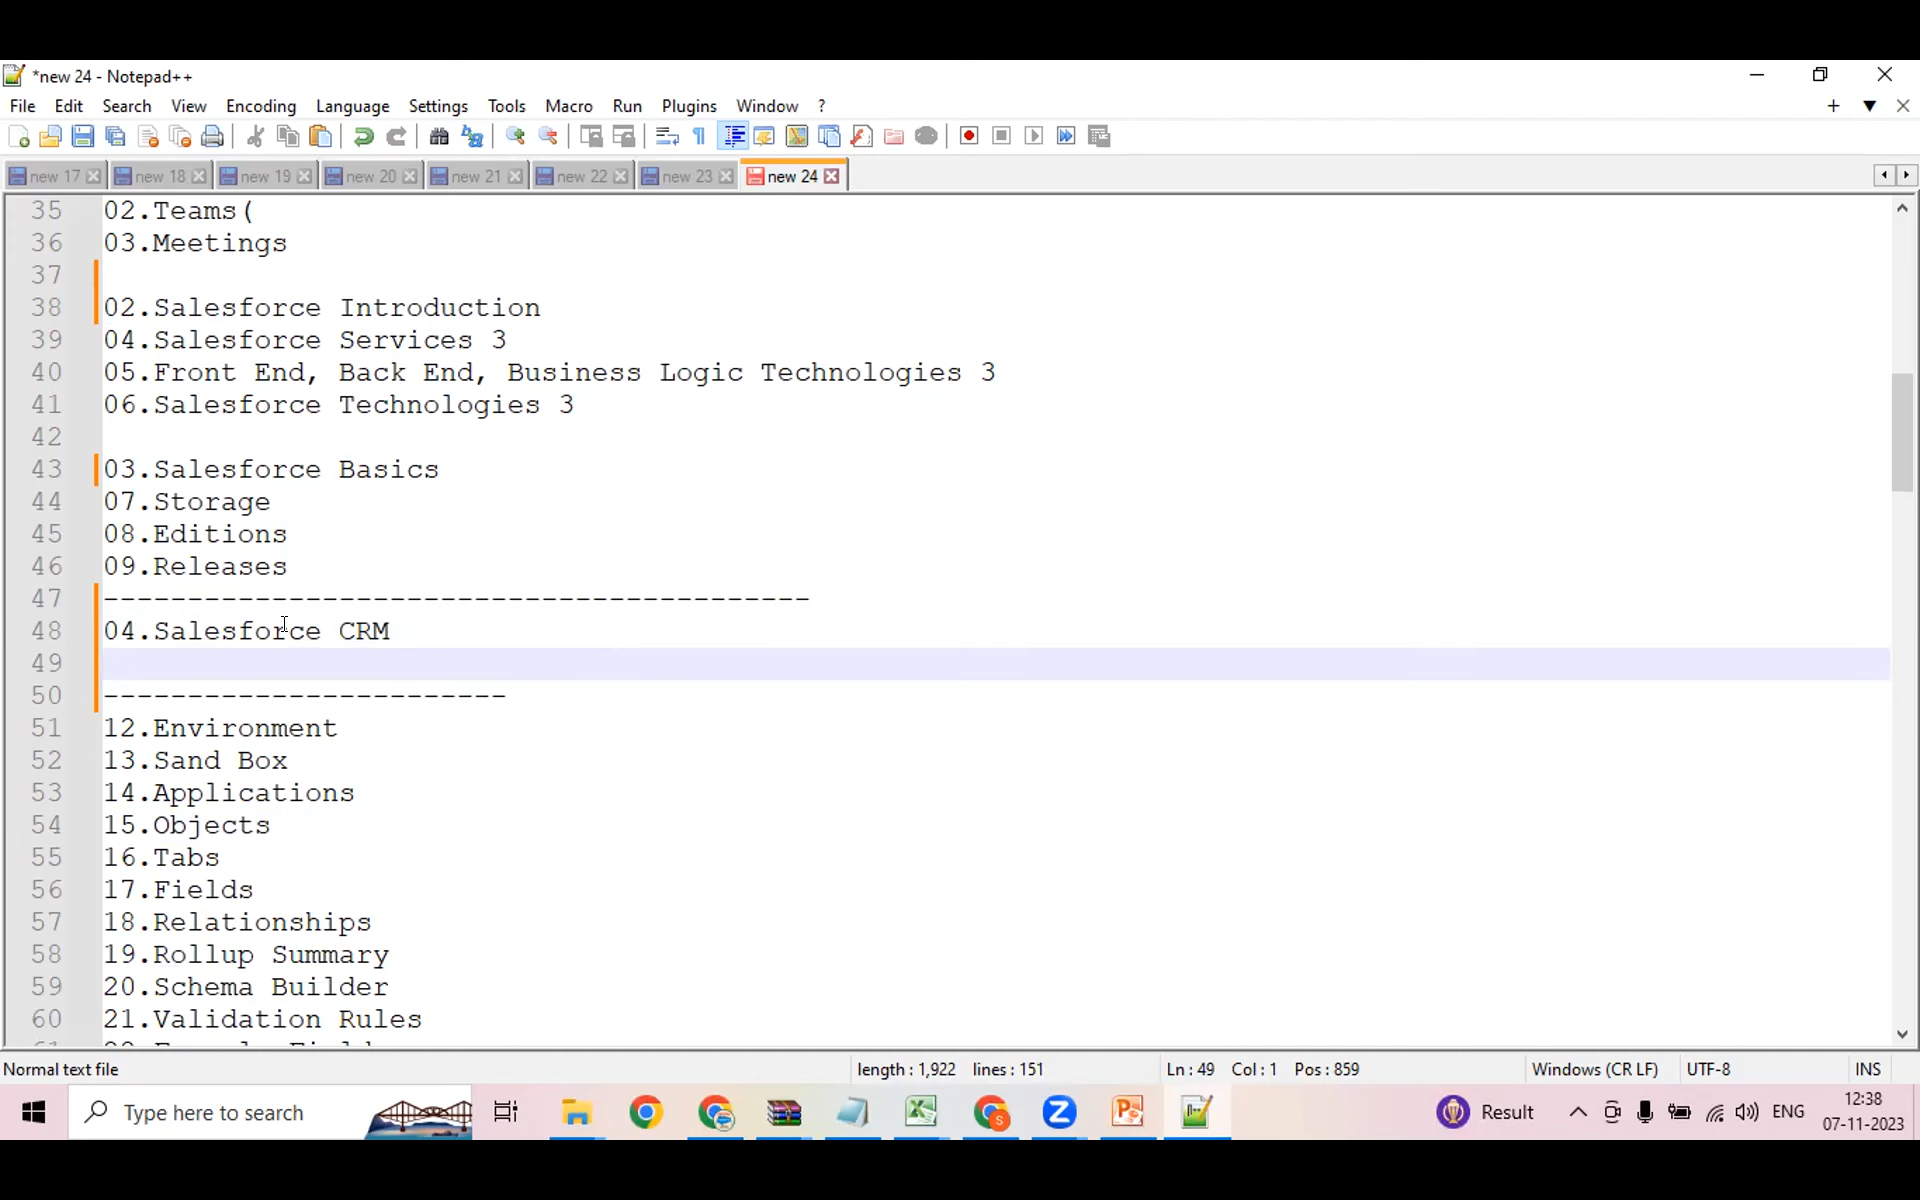 *new 24 - Notepad++
File Edit Search View Encoding Language Settings Tools Macro Run Plugins Window ?
new 17 new 18 new 19 new 20 new 21 new 22 new 23 new 24
35 02.Teams(
36 03.Meetings
37
38 02.Salesforce Introduction
39 04.Salesforce Services 3
40 05.Front End, Back End, Business Logic Technologies 3
41 06.Salesforce Technologies 3
42
43 03.Salesforce Basics
44 07.Storage
45 08.Editions
46 09.Releases
47 ------------------------------------------
48 04.Salesforce CRM
49
50 ------------------------
51 12.Environment
52 13.Sand Box
53 14.Applications
54 15.Objects
55 16.Tabs
56 17.Fields
57 18.Relationships
58 19.Rollup Summary
59 20.Schema Builder
60 21.Validation Rules
Normal text file length : 1,922 lines : 151 Ln : 49 Col : 1 Pos : 859 Windows (CR LF) UTF-8 INS
Type here to search Result ENG 12:38
07-11-2023